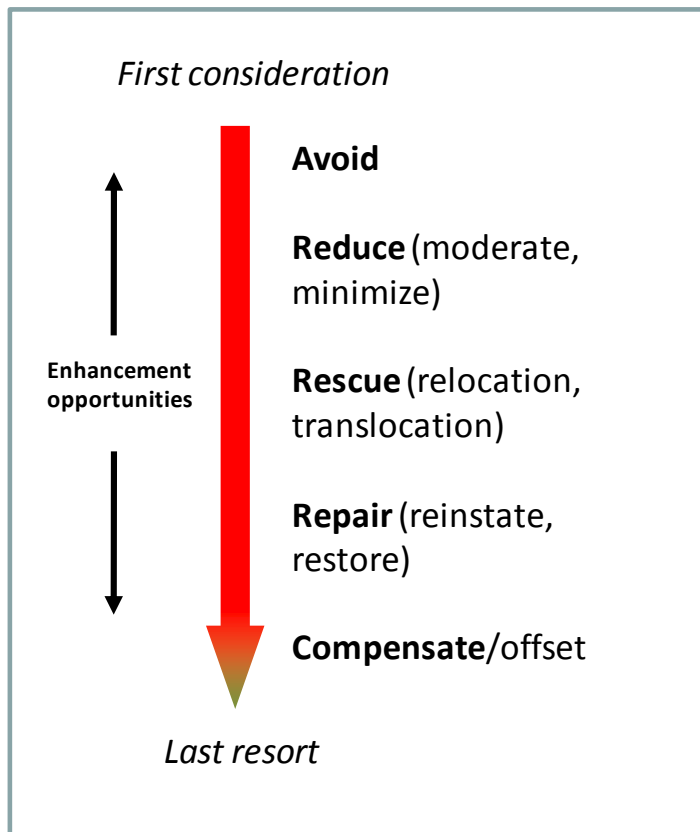 First consideration
Avoid
Reduce (moderate,
minimize)
Enhancement
opportunities
Rescue (relocation,
translocation)
Repair (reinstate,
restore)
Compensate/offset
Last resort